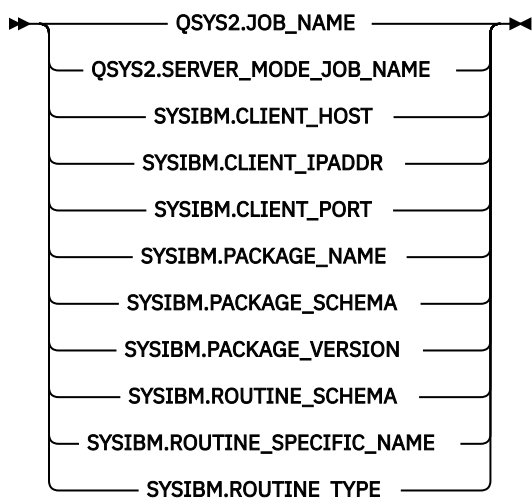 QSYS2.JOB_NAME
QSYS2.SERVER_MODE_JOB_NAME
SYSIBM.CLIENT_HOST
SYSIBM.CLIENT_IPADDR
SYSIBM.CLIENT_PORT
SYSIBM.PACKAGE_NAME
SYSIBM.PACKAGE_SCHEMA
SYSIBM.PACKAGE_VERSION
SYSIBM.ROUTINE_SCHEMA
SYSIBM.ROUTINE_SPECIFIC_NAME
SYSIBM.ROUTINE_TYPE